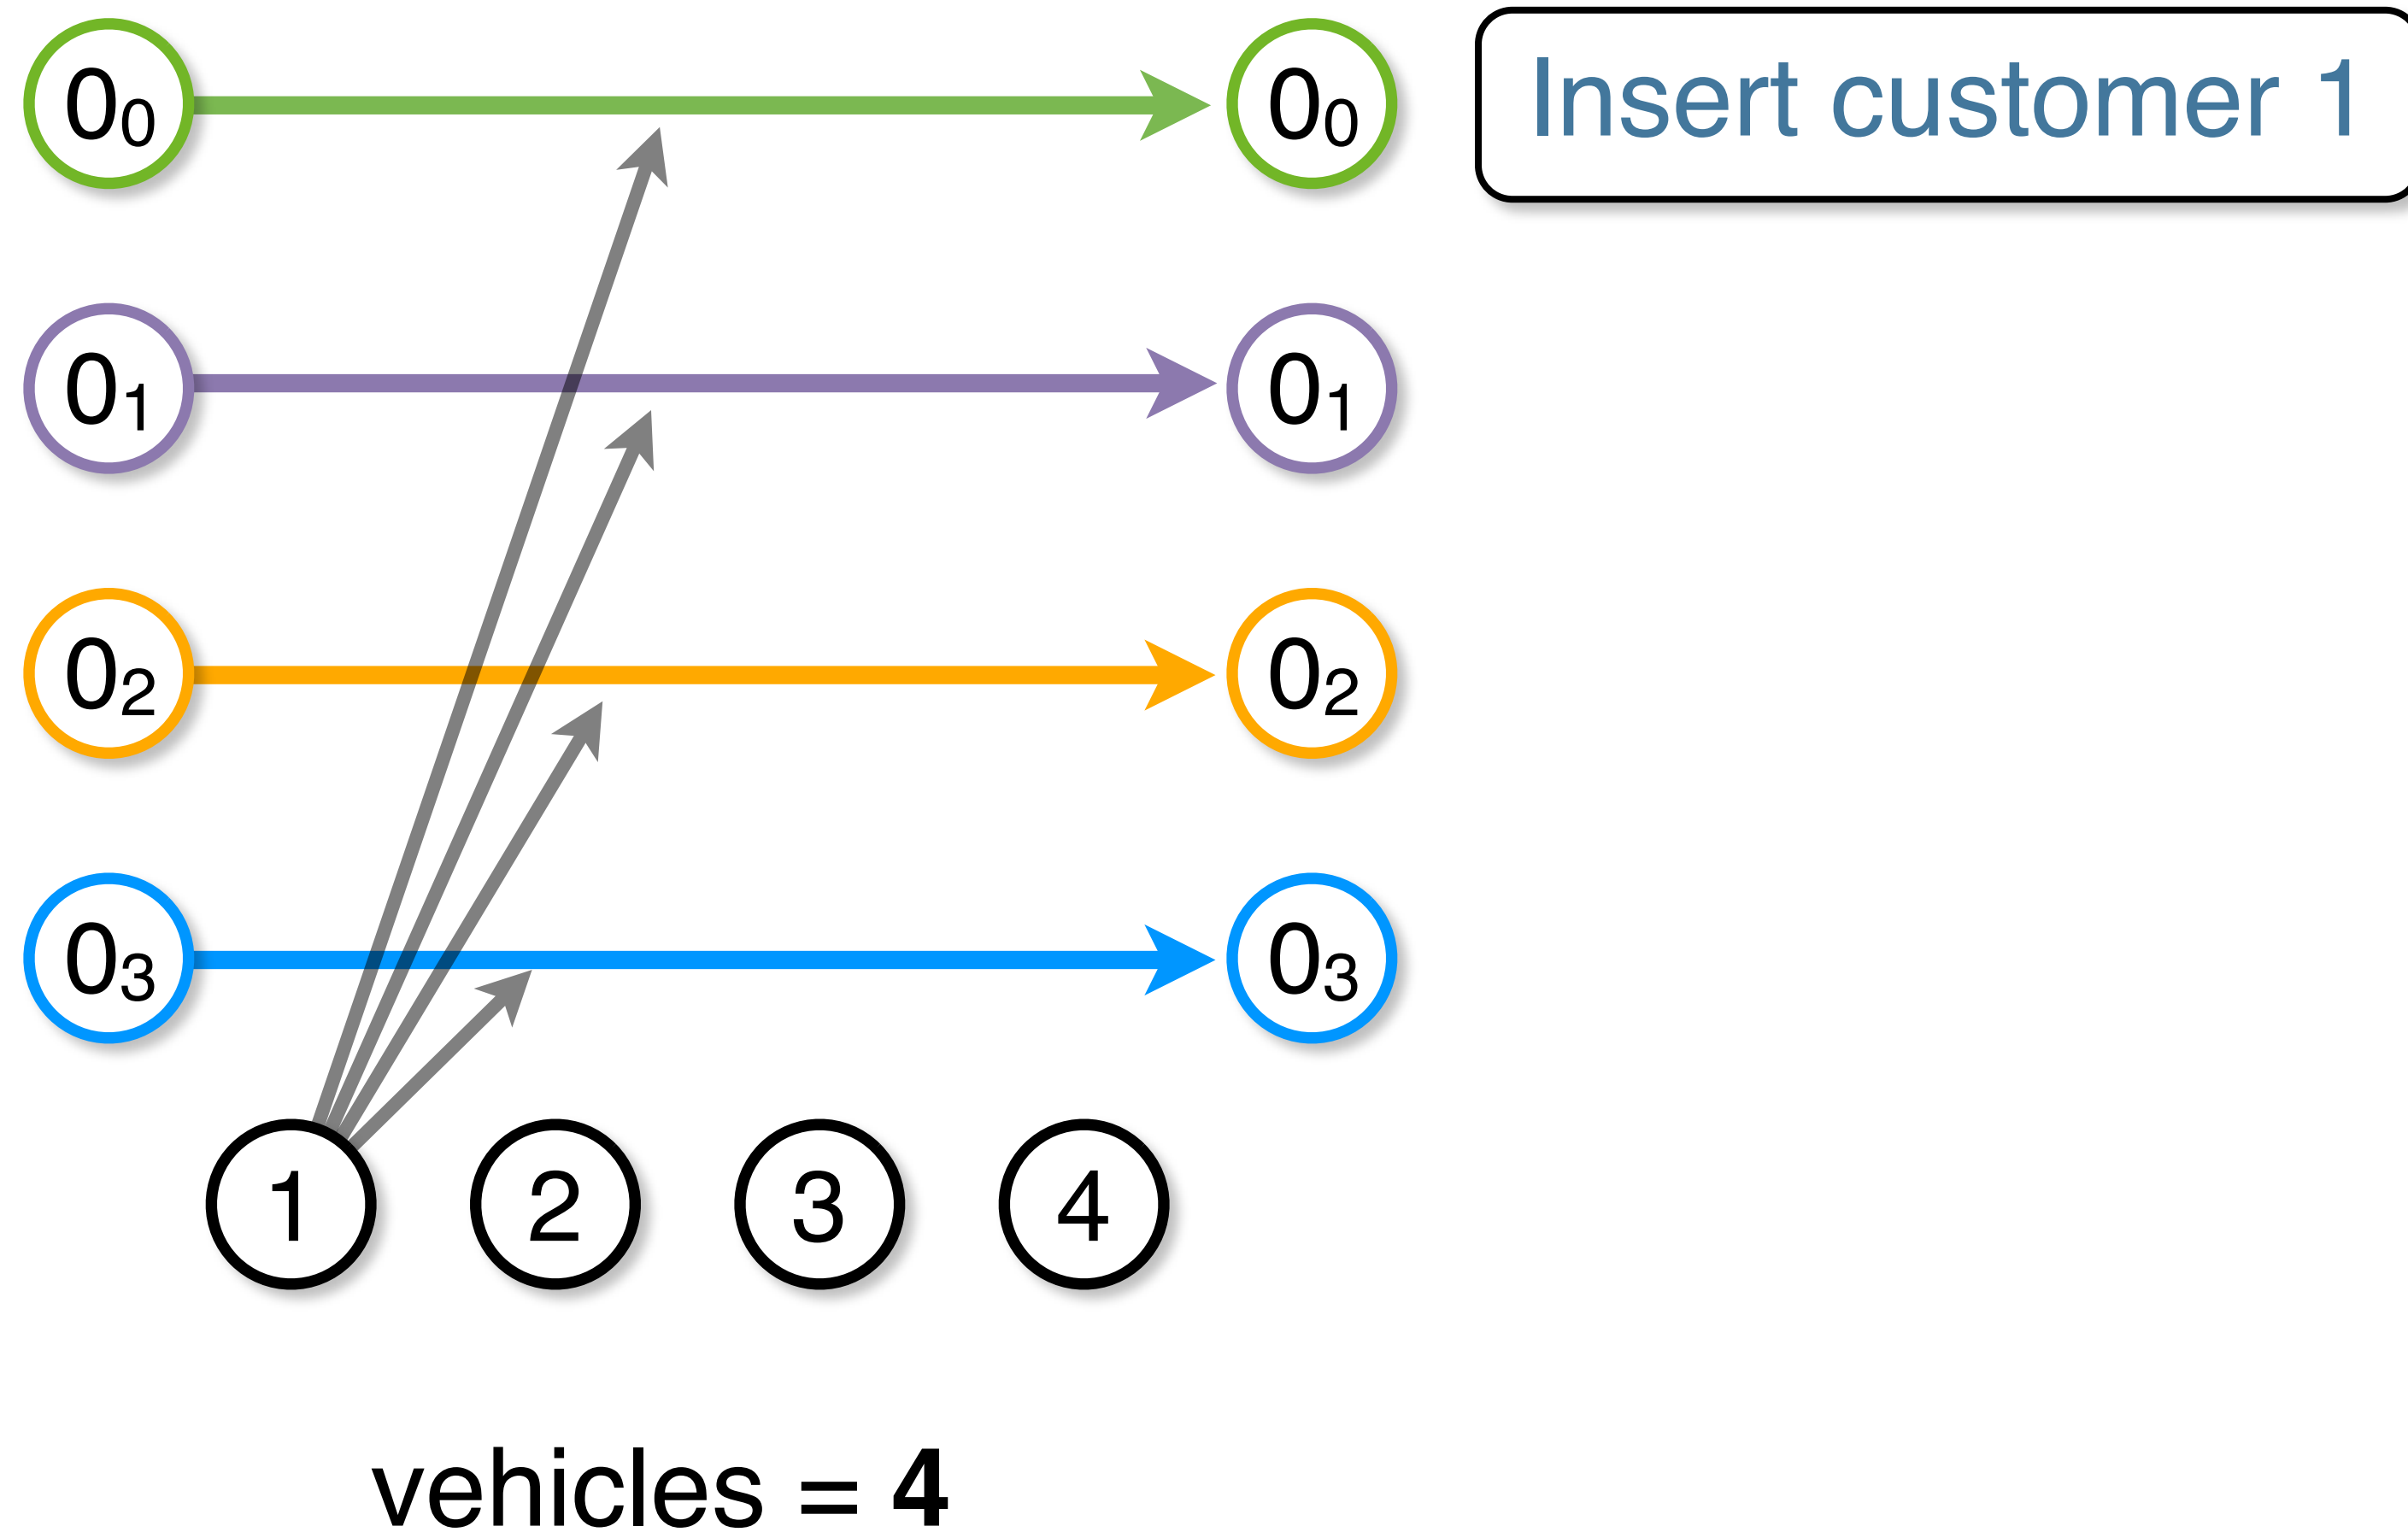 0₀ 0₀ Insert customer 1
0₁ 0₁
0₂ 0₂
0₃ 0₃
1 2 3 4
vehicles = 4